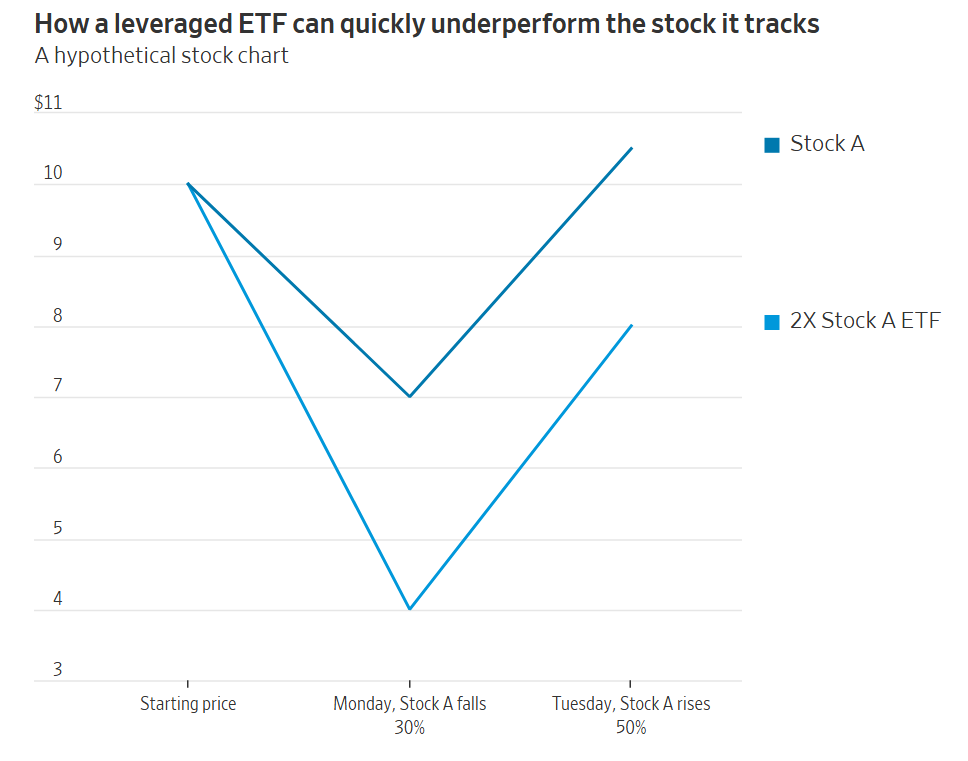 How a leveraged ETF can quickly underperform the stock it tracks
A hypothetical stock chart
$11
10
9
8
7
6
5
4
3
Stock A
2X Stock A ETF
Starting price
Monday, Stock A falls
30%
Tuesday, Stock A rises
50%